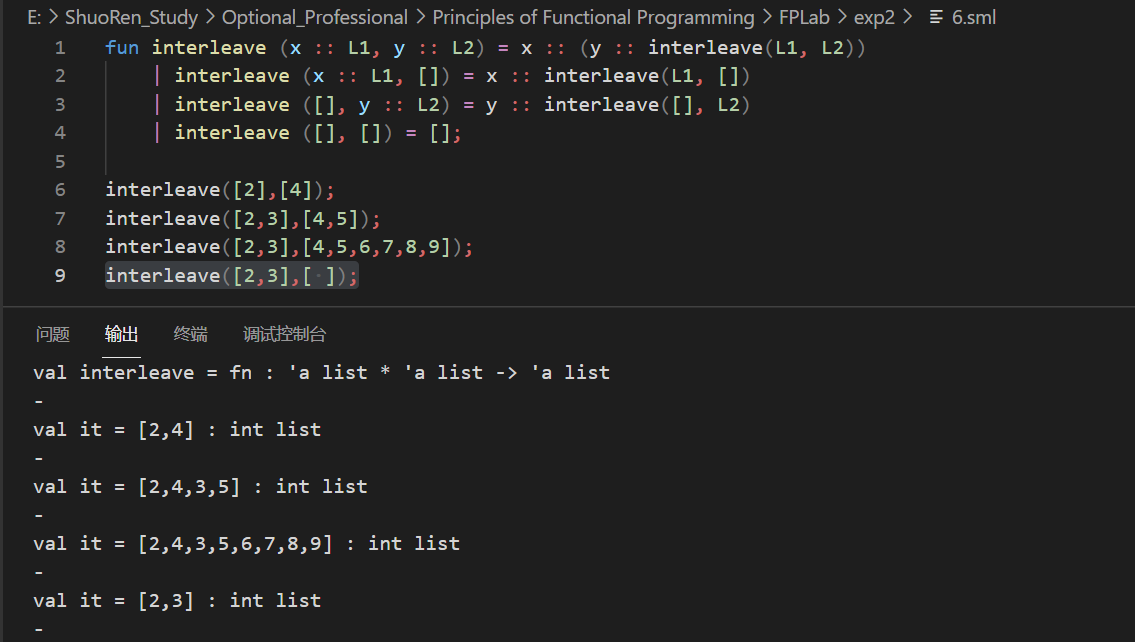 E: > ShuoRen_Study > Optional_Professional > Principles of Functional Programming > FPLab > exp2 > 6.sml
1 fun interleave (x :: L1, y :: L2) = x :: (y :: interleave(L1, L2))
2 | interleave (x :: L1, []) = x :: interleave(L1, [])
3 | interleave ([], y :: L2) = y :: interleave([], L2)
4 | interleave ([], []) = [];
5
6 interleave([2],[4]);
7 interleave([2,3],[4,5]);
8 interleave([2,3],[4,5,6,7,8,9]);
9 interleave([2,3],[ ]);
问题 输出 终端 调试控制台
val interleave = fn : 'a list * 'a list -> 'a list
-
val it = [2,4] : int list
-
val it = [2,4,3,5] : int list
-
val it = [2,4,3,5,6,7,8,9] : int list
-
val it = [2,3] : int list
-